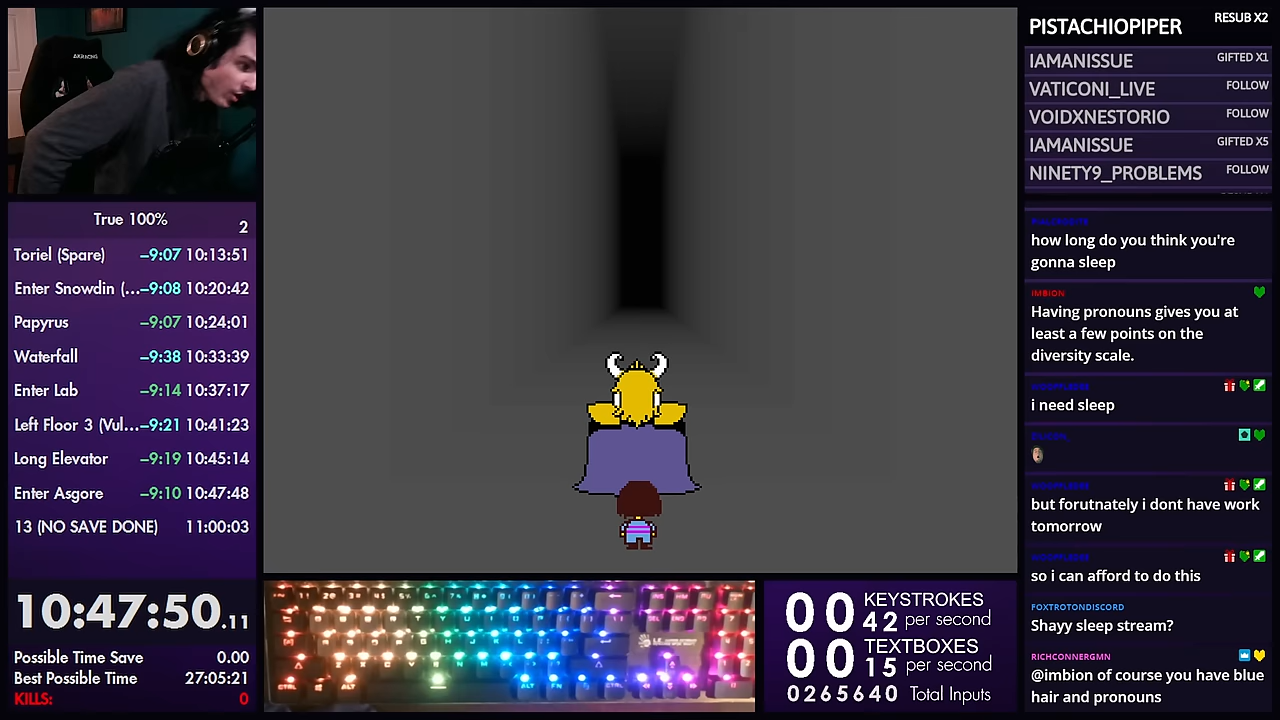 AKRACING
True 100%
2
Toriel (Spare) −9:07 10:13:51
Enter Snowdin (... −9:08 10:20:42
Papyrus −9:07 10:24:01
Waterfall −9:38 10:33:39
Enter Lab −9:14 10:37:17
Left Floor 3 (Vul... −9:21 10:41:23
Long Elevator −9:19 10:45:14
Enter Asgore −9:10 10:47:48
13 (NO SAVE DONE) 11:00:03
10:47:50.11
Possible Time Save 0.00
Best Possible Time 27:05:21
KILLS: 0
00.42 KEYSTROKES per second
00.15 TEXTBOXES per second
0265640 Total Inputs
PISTACHIOPIPER RESUB X2
IAMANISSUE GIFTED X1
VATICONI_LIVE FOLLOW
VOIDXNESTORIO FOLLOW
IAMANISSUE GIFTED X5
NINETY9_PROBLEMS FOLLOW
how long do you think you're
gonna sleep
IMBION
Having pronouns gives you at
least a few points on the
diversity scale.
i need sleep
but forutnately i dont have work
tomorrow
so i can afford to do this
FOXTROTONDISCORD
Shayy sleep stream?
RICHCONNERGMN
@imbion of course you have blue
hair and pronouns